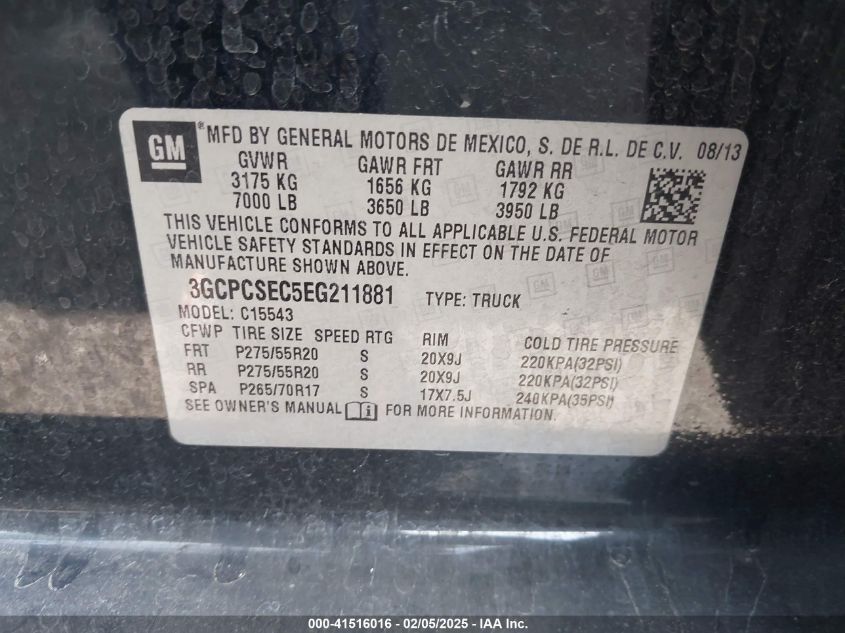 GM ® MFD BY GENERAL MOTORS DE MEXICO, S. DE R.L. DE C.V. 08/13
GVWR GAWR FRT GAWR RR
3175 KG 1656 KG 1792 KG
7000 LB 3650 LB 3950 LB
THIS VEHICLE CONFORMS TO ALL APPLICABLE U.S. FEDERAL MOTOR
VEHICLE SAFETY STANDARDS IN EFFECT ON THE DATE OF
MANUFACTURE SHOWN ABOVE.
3GCPCSEC5EG211881 TYPE: TRUCK
MODEL: C15543
CFWP TIRE SIZE SPEED RTG RIM COLD TIRE PRESSURE
FRT P275/55R20 S 20X9J 220KPA(32PSI)
RR P275/55R20 S 20X9J 220KPA(32PSI)
SPA P265/70R17 S 17X7.5J 240KPA(35PSI)
SEE OWNER'S MANUAL FOR MORE INFORMATION.
000-41516016 - 02/05/2025 - IAA Inc.